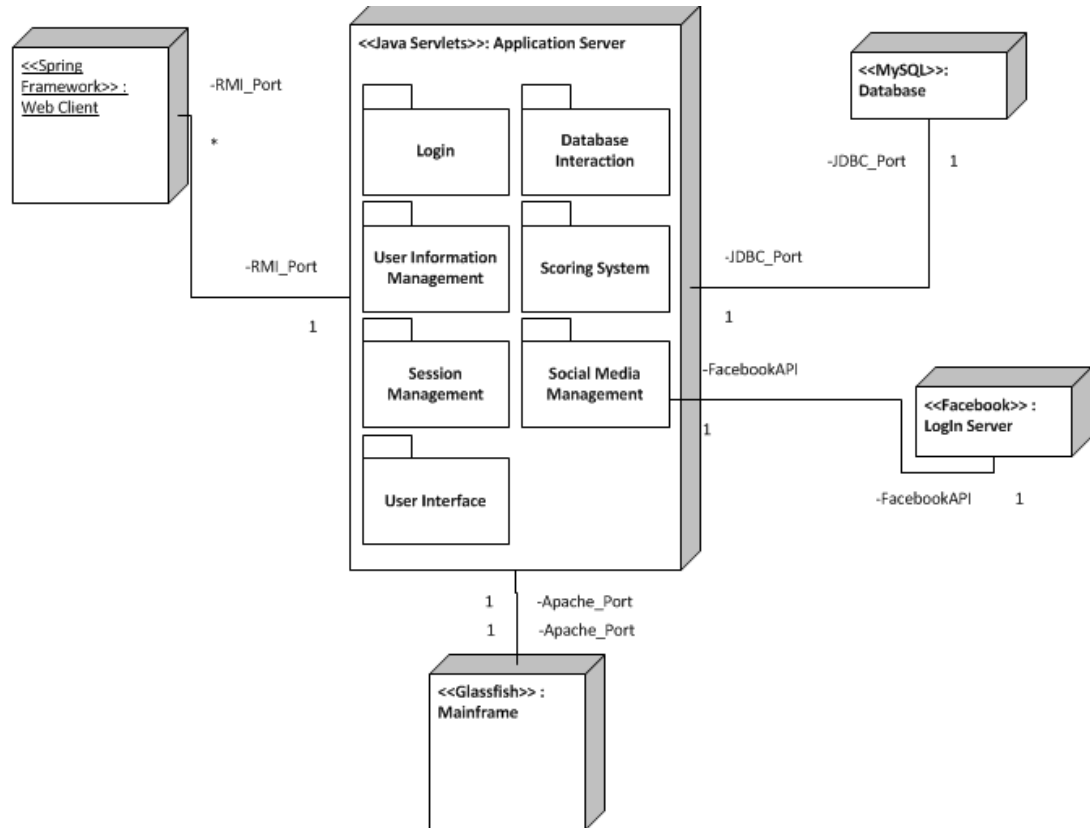 <<Spring
Framework>> :
Web Client
-RMI_Port
*
-RMI_Port
1
<<Java Servlets>>: Application Server
Login
Database
Interaction
User Information
Management
Scoring System
Session
Management
Social Media
Management
User Interface
<<MySQL>>:
Database
-JDBC_Port 1
-JDBC_Port
1
-FacebookAPI
1
<<Facebook>> :
LogIn Server
-FacebookAPI 1
1 -Apache_Port
1 -Apache_Port
<<Glassfish>> :
Mainframe